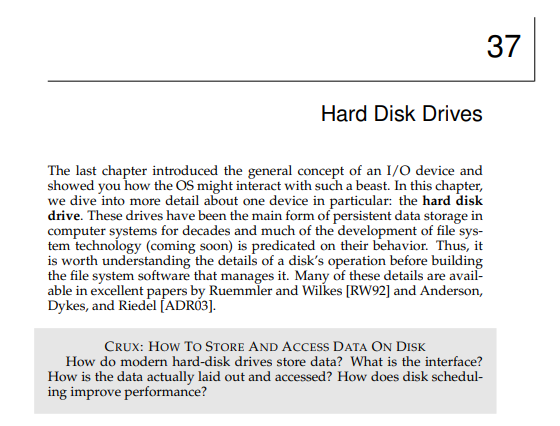 37
Hard Disk Drives
The last chapter introduced the general concept of an I/O device and
showed you how the OS might interact with such a beast. In this chapter,
we dive into more detail about one device in particular: the hard disk
drive. These drives have been the main form of persistent data storage in
computer systems for decades and much of the development of file sys-
tem technology (coming soon) is predicated on their behavior. Thus, it
is worth understanding the details of a disk's operation before building
the file system software that manages it. Many of these details are avail-
able in excellent papers by Ruemmler and Wilkes [RW92] and Anderson,
Dykes, and Riedel [ADR03].
CRUX: HOW TO STORE AND ACCESS DATA ON DISK
How do modern hard-disk drives store data? What is the interface?
How is the data actually laid out and accessed? How does disk schedul-
ing improve performance?